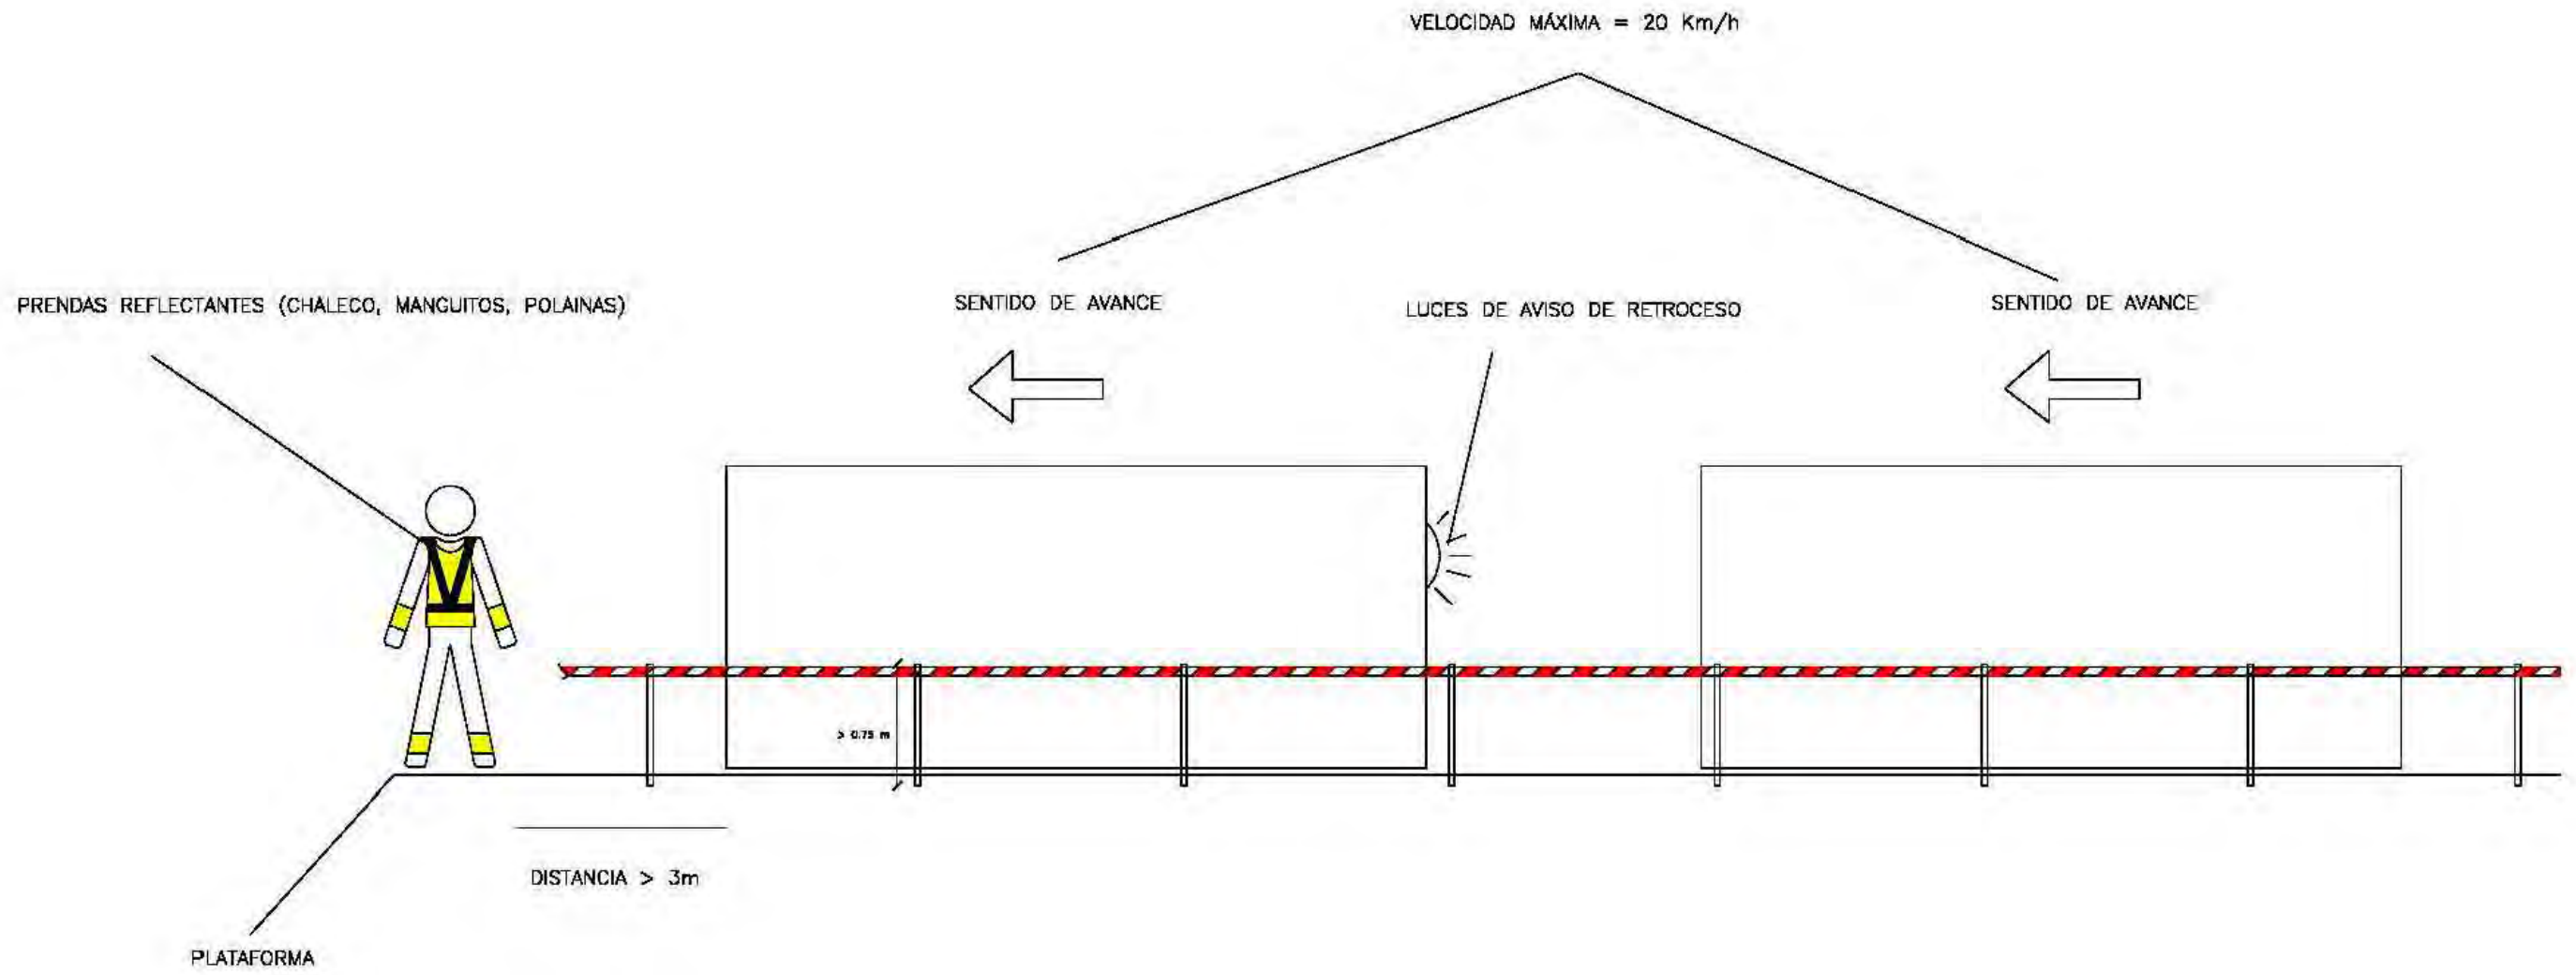 VELOCIDAD MÁXIMA = 20 Km/h
PRENDAS REFLECTANTES (CHALECO, MANGUITOS, POLAINAS)
SENTIDO DE AVANCE
LUCES DE AVISO DE RETROCESO
SENTIDO DE AVANCE
> 0.75 m
DISTANCIA > 3m
PLATAFORMA